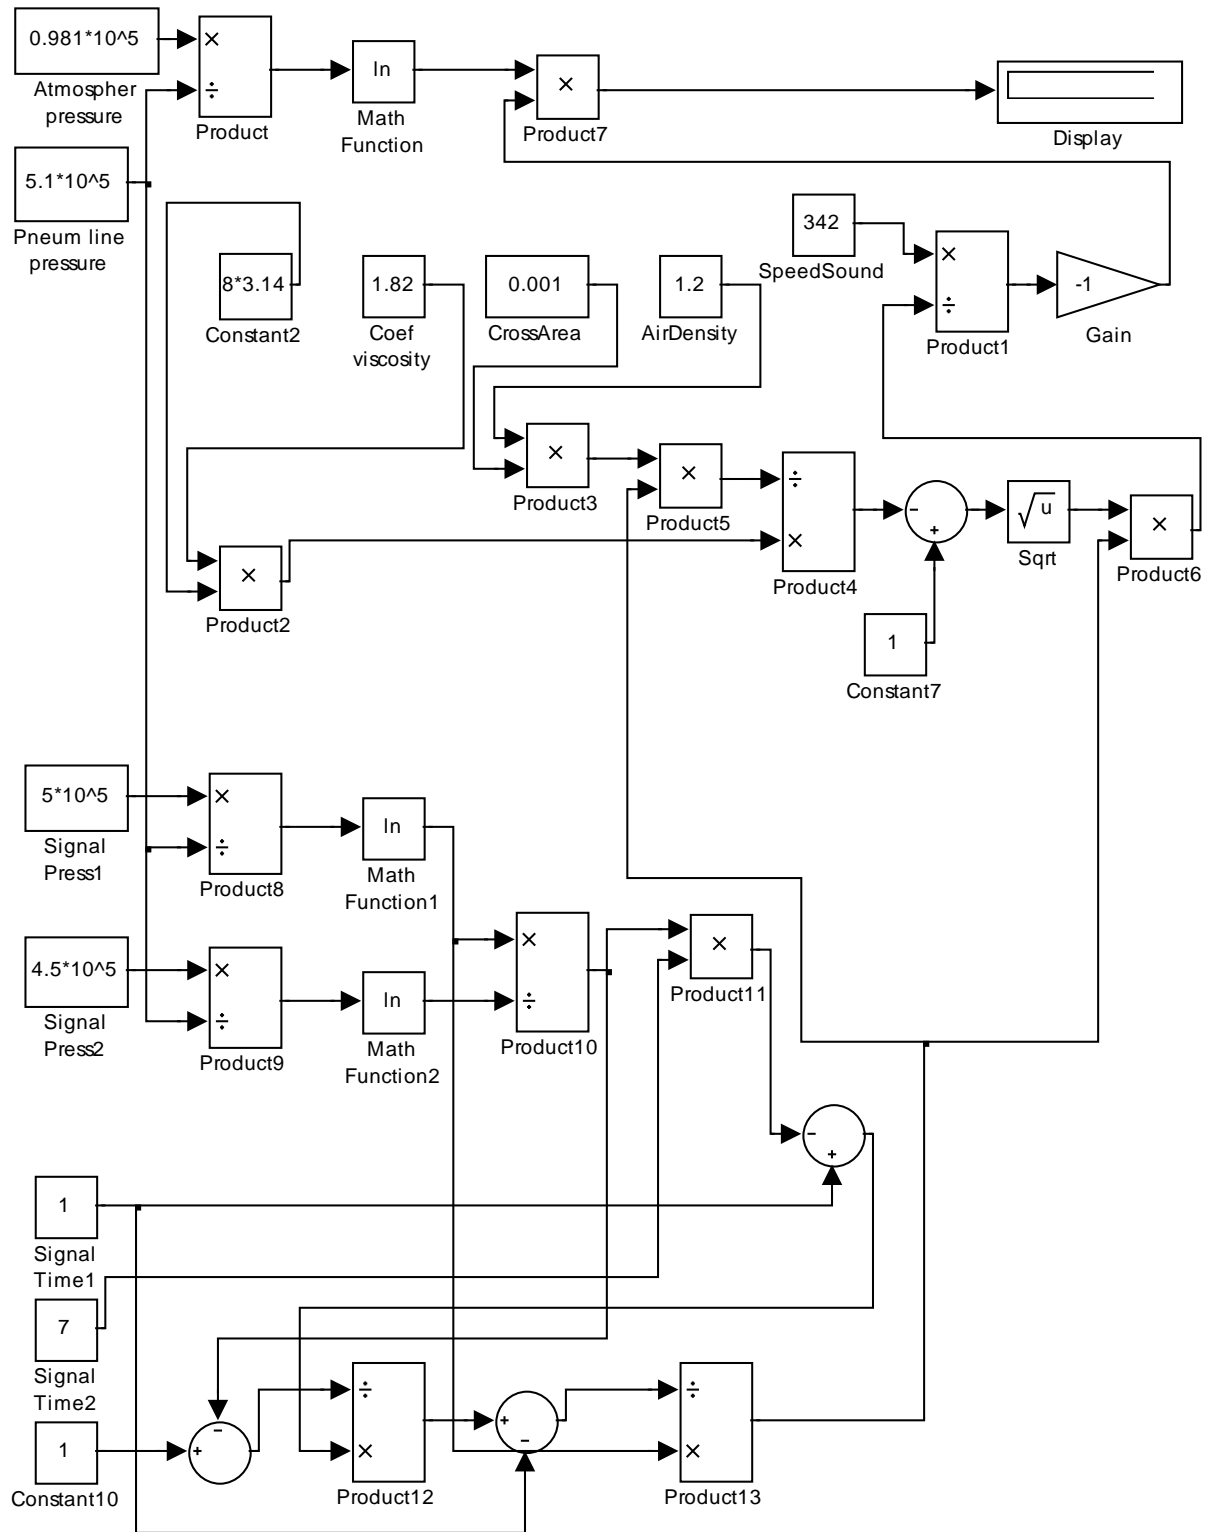 0.981*10^5
Atmospher
pressure
×
÷
Product
ln
Math
Function
×
Product7
Display
5.1*10^5
Pneum line
pressure
8*3.14
Constant2
1.82
Coef
viscosity
0.001
CrossArea
1.2
AirDensity
342
SpeedSound
×
÷
Product1
-1
Gain
×
Product3
×
Product5
÷
×
Product4
-
+
√u
Sqrt
×
Product6
×
Product2
1
Constant7
5*10^5
Signal
Press1
×
÷
Product8
ln
Math
Function1
4.5*10^5
Signal
Press2
×
÷
Product9
ln
Math
Function2
×
÷
Product10
×
Product11
-
+
1
Signal
Time1
7
Signal
Time2
1
Constant10
-
+
÷
×
Product12
+
-
÷
×
Product13